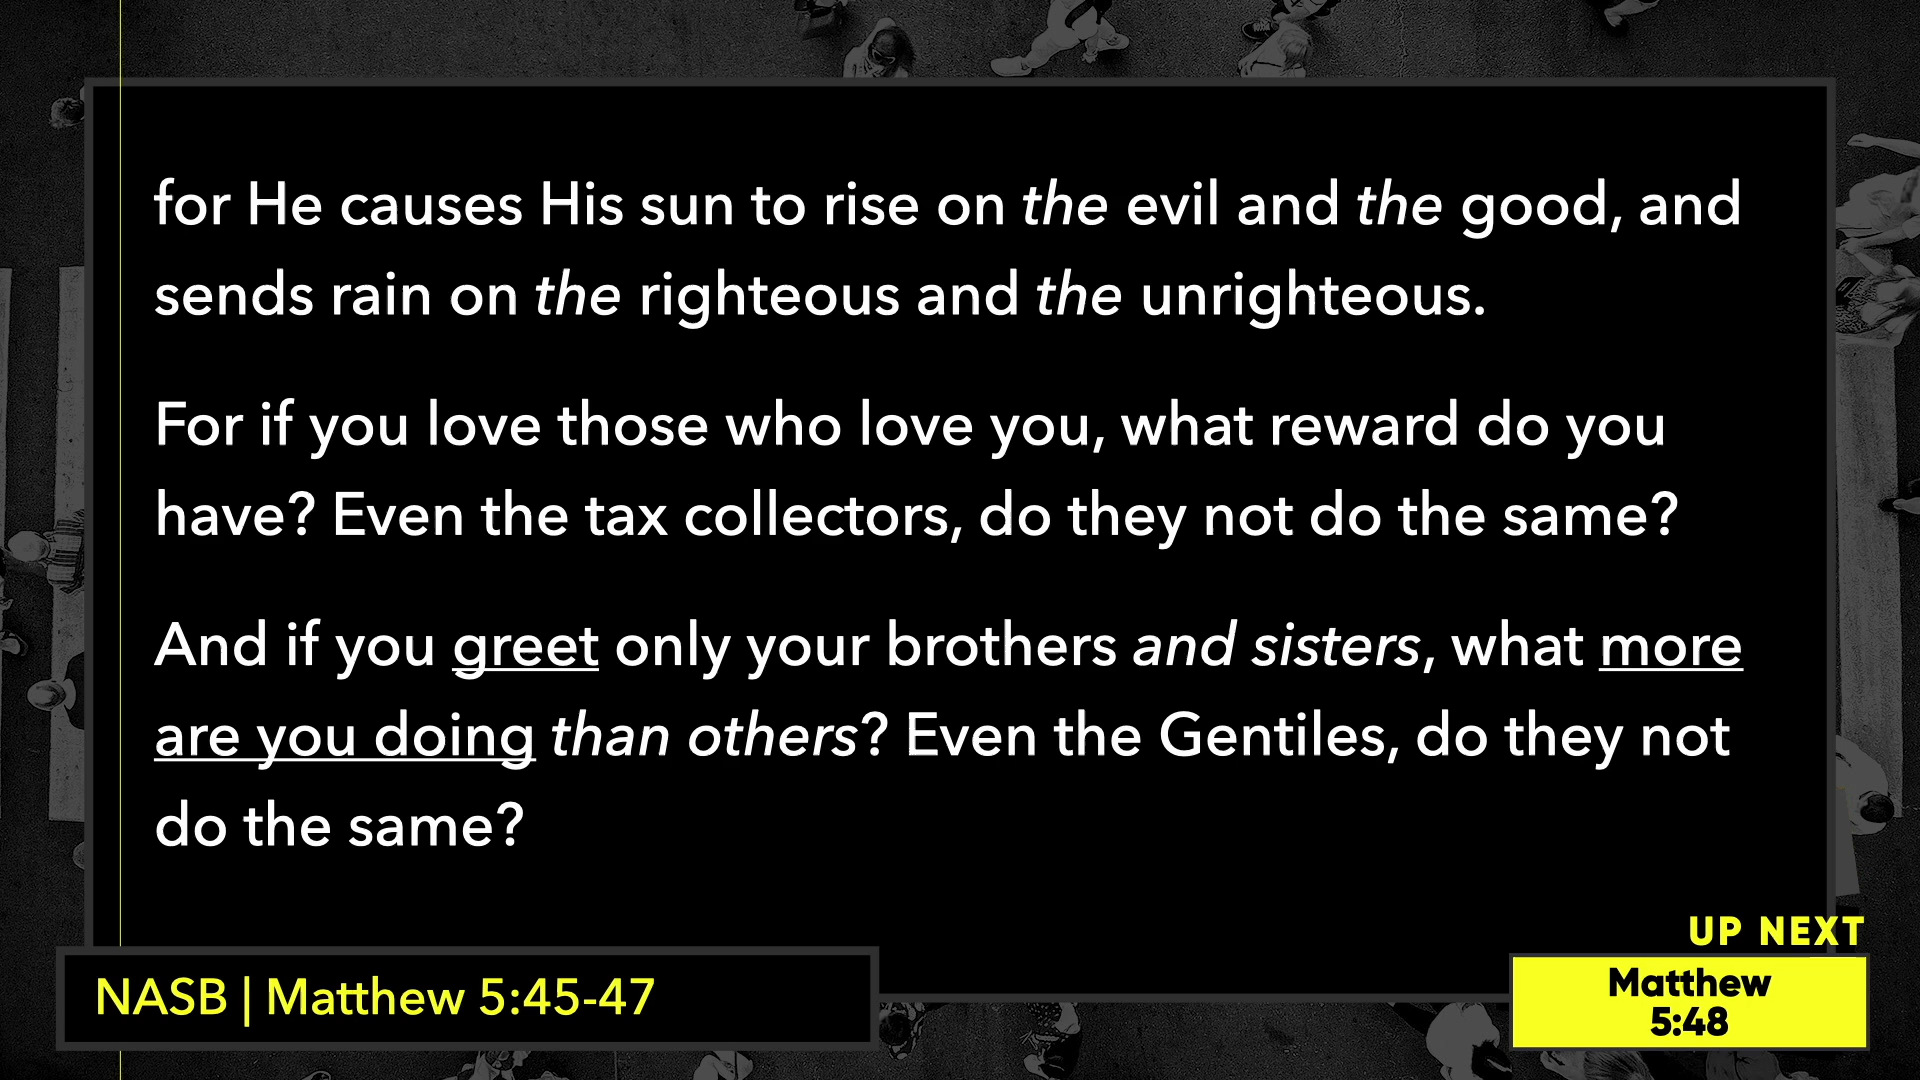 for He causes His sun to rise on the evil and the good, and
sends rain on the righteous and the unrighteous.
For if you love those who love you, what reward do you
have? Even the tax collectors, do they not do the same?
And if you greet only your brothers and sisters, what more
are you doing than others? Even the Gentiles, do they not
do the same?
NASB | Matthew 5:45-47
UP NEXT
Matthew
5:48